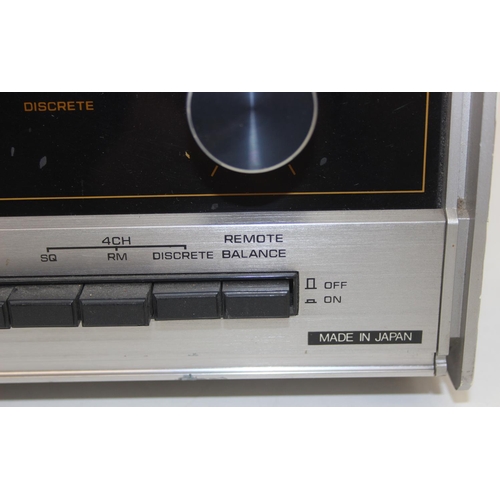 DISCRETE
4CH
SQ RM DISCRETE
REMOTE
BALANCE
OFF
ON
MADE IN JAPAN